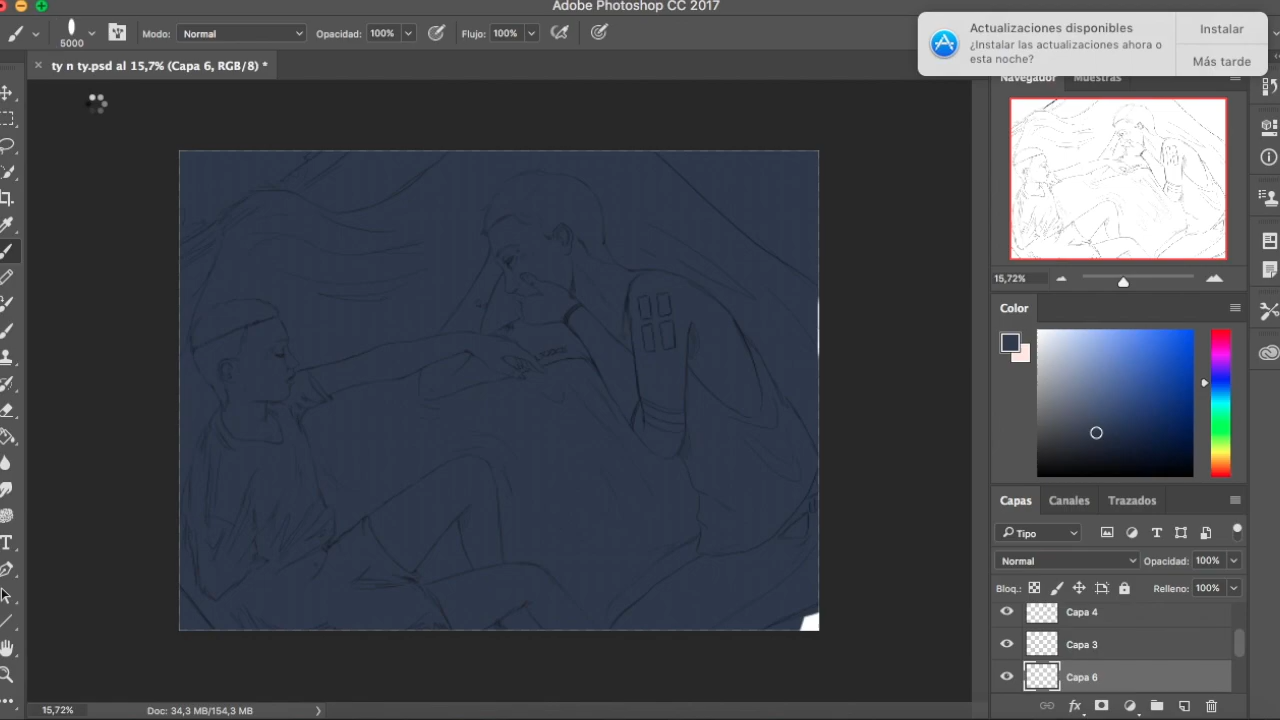 Adobe Photoshop CC 2017
5000
Modo: Normal
Opacidad: 100%
Flujo: 100%
Actualizaciones disponibles
¿Instalar las actualizaciones ahora o
esta noche?
Instalar
Más tarde
× ty n ty.psd al 15,7% (Capa 6, RGB/8) *
Navegador Muestras
15,72%
Color
Capas Canales Trazados
Tipo
Normal Opacidad: 100%
Bloq.: Relleno: 100%
Capa 4
Capa 3
Capa 6
15,72% Doc: 34,3 MB/154,3 MB